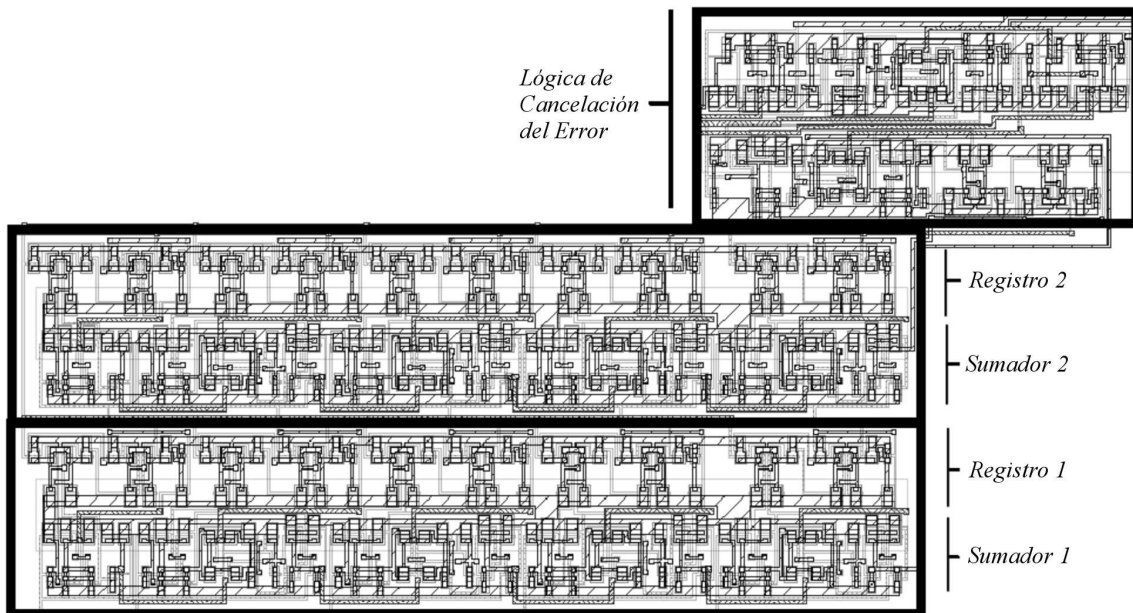 Lógica de
Cancelación
del Error
Registro 2
Sumador 2
Registro 1
Sumador 1